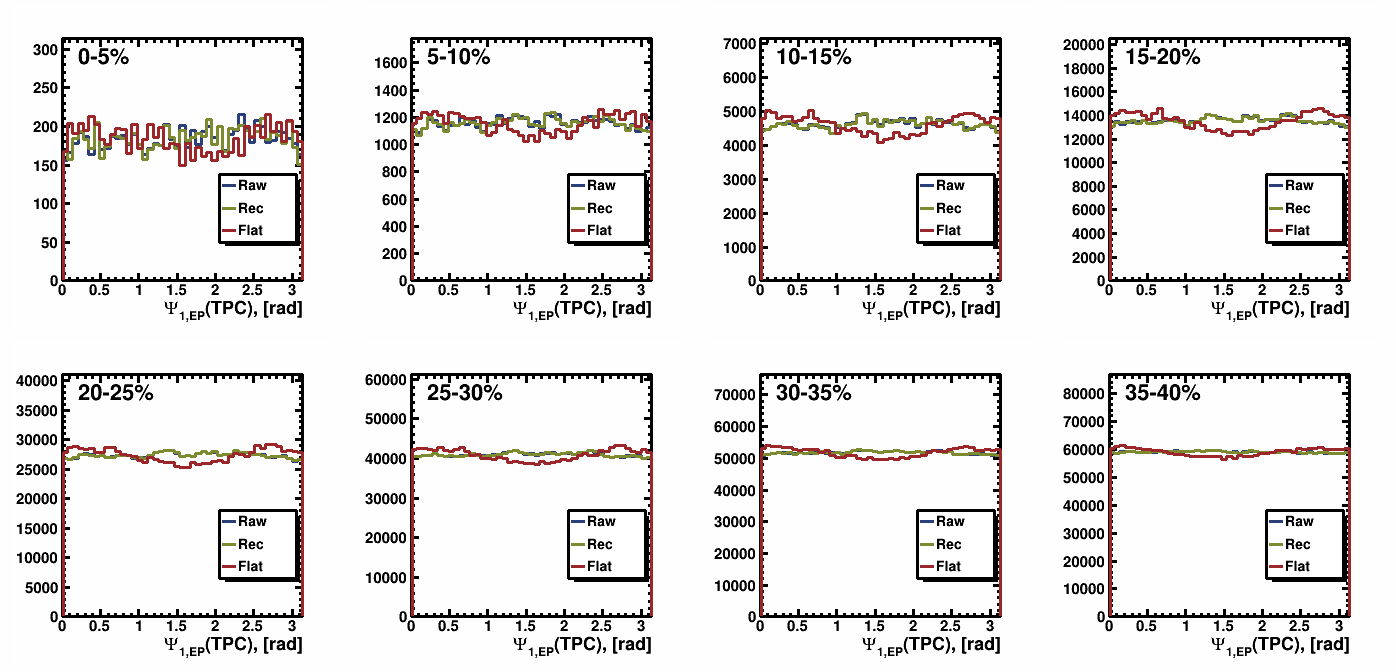 0-5%
300
250
200
150
100
50
0
Raw
Rec
Flat
0 0.5 1 1.5 2 2.5 3
Ψ1,EP(TPC), [rad]
5-10%
1600
1400
1200
1000
800
600
400
200
0
Raw
Rec
Flat
0 0.5 1 1.5 2 2.5 3
Ψ1,EP(TPC), [rad]
10-15%
7000
6000
5000
4000
3000
2000
1000
0
Raw
Rec
Flat
0 0.5 1 1.5 2 2.5 3
Ψ1,EP(TPC), [rad]
15-20%
20000
18000
16000
14000
12000
10000
8000
6000
4000
2000
0
Raw
Rec
Flat
0 0.5 1 1.5 2 2.5 3
Ψ1,EP(TPC), [rad]
20-25%
40000
35000
30000
25000
20000
15000
10000
5000
0
Raw
Rec
Flat
0 0.5 1 1.5 2 2.5 3
Ψ1,EP(TPC), [rad]
25-30%
60000
50000
40000
30000
20000
10000
0
Raw
Rec
Flat
0 0.5 1 1.5 2 2.5 3
Ψ1,EP(TPC), [rad]
30-35%
70000
60000
50000
40000
30000
20000
10000
0
Raw
Rec
Flat
0 0.5 1 1.5 2 2.5 3
Ψ1,EP(TPC), [rad]
35-40%
80000
70000
60000
50000
40000
30000
20000
10000
0
Raw
Rec
Flat
0 0.5 1 1.5 2 2.5 3
Ψ1,EP(TPC), [rad]